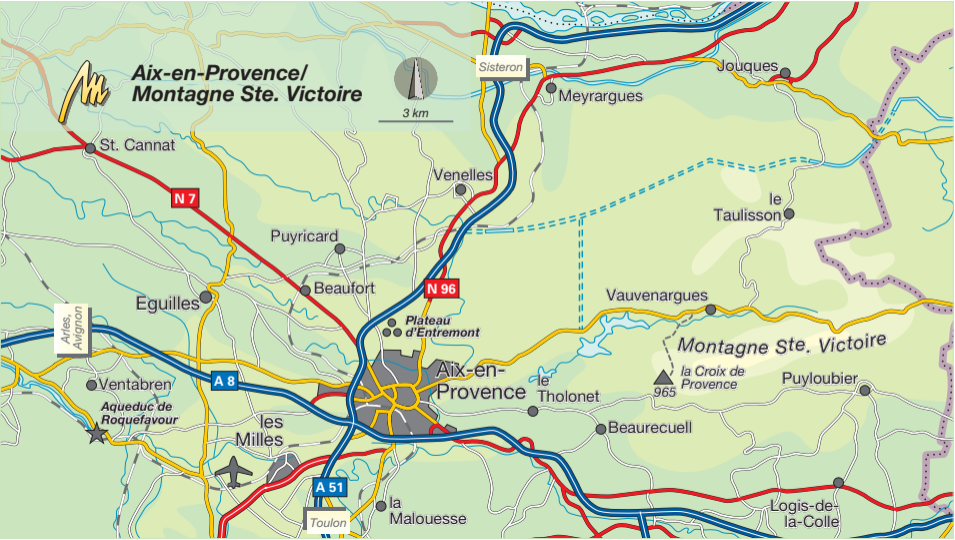 Aix-en-Provence/
Montagne Ste. Victoire
3 km
Sisteron
Jouques
Meyrargues
St. Cannat
Venelles
N 7
le
Taulisson
Puyricard
Beaufort
N 96
Eguilles
Vauvenargues
Arles,
Avignon
Plateau
d'Entremont
Montagne Ste. Victoire
la Croix de
Provence
965
Aix-en-
Provence
A 8
Ventabren
le
Tholonet
Puyloubier
Aqueduc de
Roquefavour
les
Milles
Beaurecuell
A 51
Toulon
la
Malouesse
Logis-de-
la-Colle